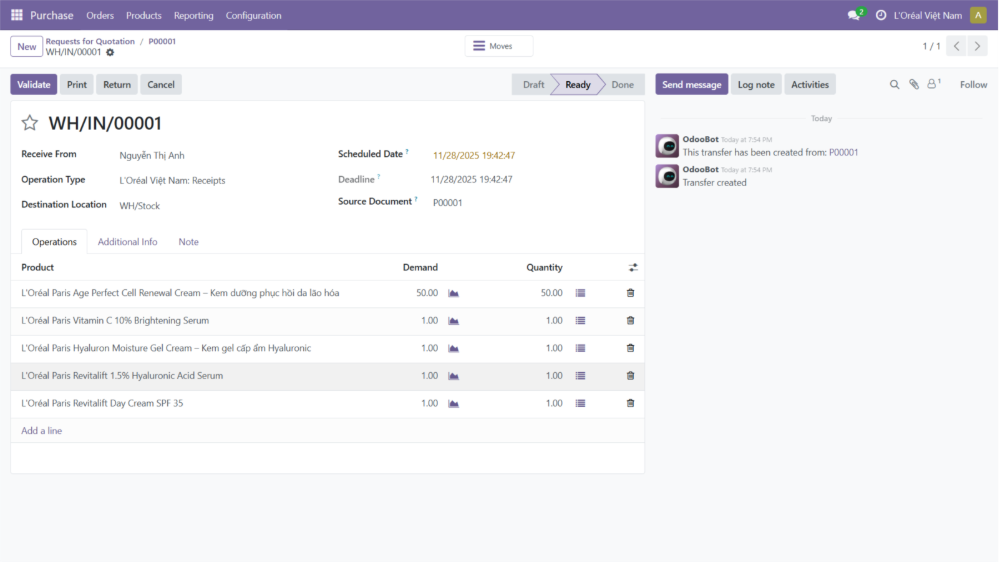 Purchase Orders Products Reporting Configuration 2 L'Oréal Việt Nam A
New Requests for Quotation / P00001
WH/IN/00001
Moves
1 / 1
Validate Print Return Cancel Draft Ready Done Send message Log note Activities 1 Follow
WH/IN/00001
Receive From Nguyễn Thị Anh Scheduled Date ? 11/28/2025 19:42:47
Operation Type L'Oréal Việt Nam: Receipts Deadline ? 11/28/2025 19:42:47
Destination Location WH/Stock Source Document ? P00001
Operations Additional Info Note
Product Demand Quantity
L'Oréal Paris Age Perfect Cell Renewal Cream – Kem dưỡng phục hồi da lão hóa 50.00 50.00
L'Oréal Paris Vitamin C 10% Brightening Serum 1.00 1.00
L'Oréal Paris Hyaluron Moisture Gel Cream – Kem gel cấp ẩm Hyaluronic 1.00 1.00
L'Oréal Paris Revitalift 1.5% Hyaluronic Acid Serum 1.00 1.00
L'Oréal Paris Revitalift Day Cream SPF 35 1.00 1.00
Add a line
Today
OdooBot Today at 7:54 PM
This transfer has been created from: P00001
OdooBot Today at 7:54 PM
Transfer created